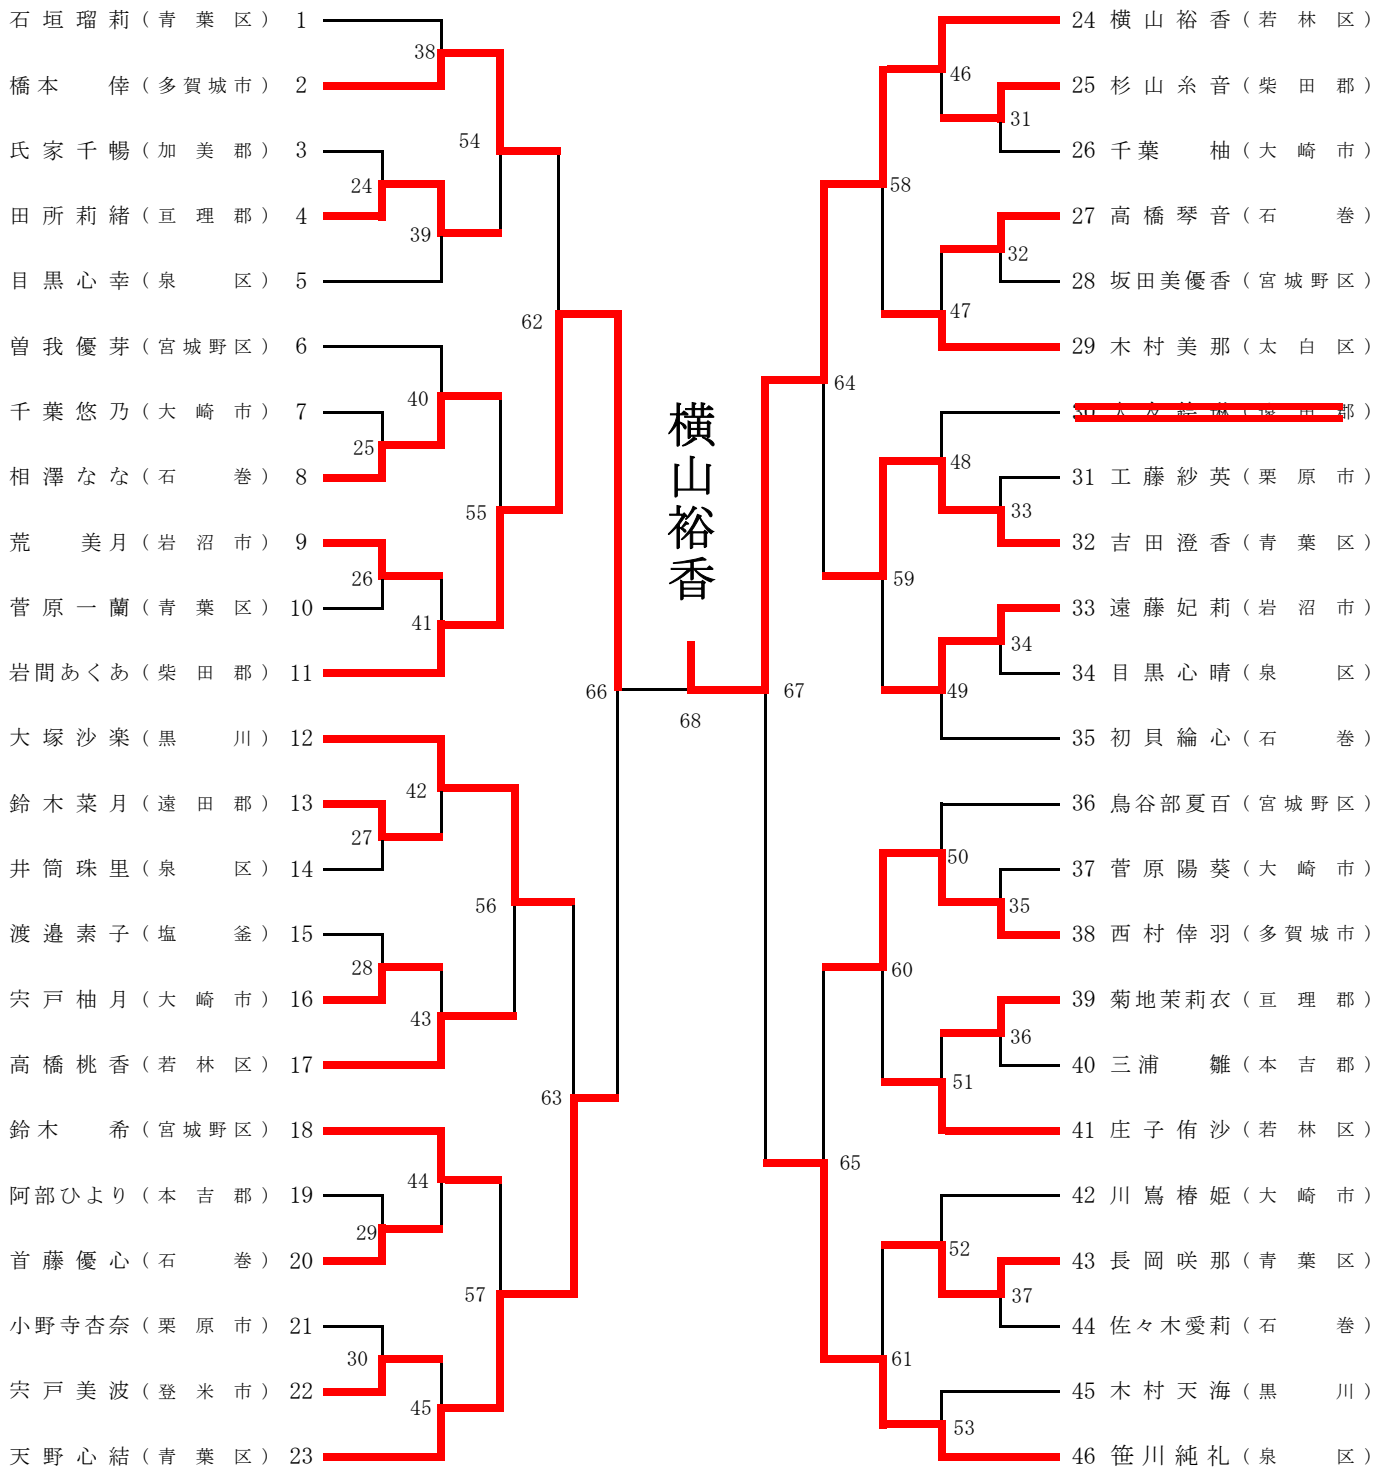 石垣瑠莉（青葉区） 1
橋本 倖（多賀城市） 2
氏家千暢（加美郡） 3
田所莉緒（亘理郡） 4
目黒心幸（泉 区） 5
曽我優芽（宮城野区） 6
千葉悠乃（大崎市） 7
相澤なな（石 巻） 8
荒 美月（岩沼市） 9
菅原一蘭（青葉区） 10
岩間あくあ（柴田郡） 11
大塚沙楽（黒 川） 12
鈴木菜月（遠田郡） 13
井筒珠里（泉 区） 14
渡邉素子（塩 釜） 15
宍戸柚月（大崎市） 16
高橋桃香（若林区） 17
鈴木 希（宮城野区） 18
阿部ひより（本吉郡） 19
首藤優心（石 巻） 20
小野寺杏奈（栗原市） 21
宍戸美波（登米市） 22
天野心結（青葉区） 23
38
54
24
39
62
40
25
55
26
41
66
42
27
56
28
43
63
44
29
57
30
45
横山裕香
68
67
46
31
58
32
47
64
48
33
59
34
49
50
35
60
36
51
65
52
37
61
53
24 横山裕香（若林区）
25 杉山糸音（柴田郡）
26 千葉 柚（大崎市）
27 高橋琴音（石 巻）
28 坂田美優香（宮城野区）
29 木村美那（太白区）
30 郡）
31 工藤紗英（栗原市）
32 吉田澄香（青葉区）
33 遠藤妃莉（岩沼市）
34 目黒心晴（泉 区）
35 初貝綸心（石 巻）
36 鳥谷部夏百（宮城野区）
37 菅原陽葵（大崎市）
38 西村倖羽（多賀城市）
39 菊地茉莉衣（亘理郡）
40 三浦 雛（本吉郡）
41 庄子侑沙（若林区）
42 川嶌椿姫（大崎市）
43 長岡咲那（青葉区）
44 佐々木愛莉（石 巻）
45 木村天海（黒 川）
46 笹川純礼（泉 区）